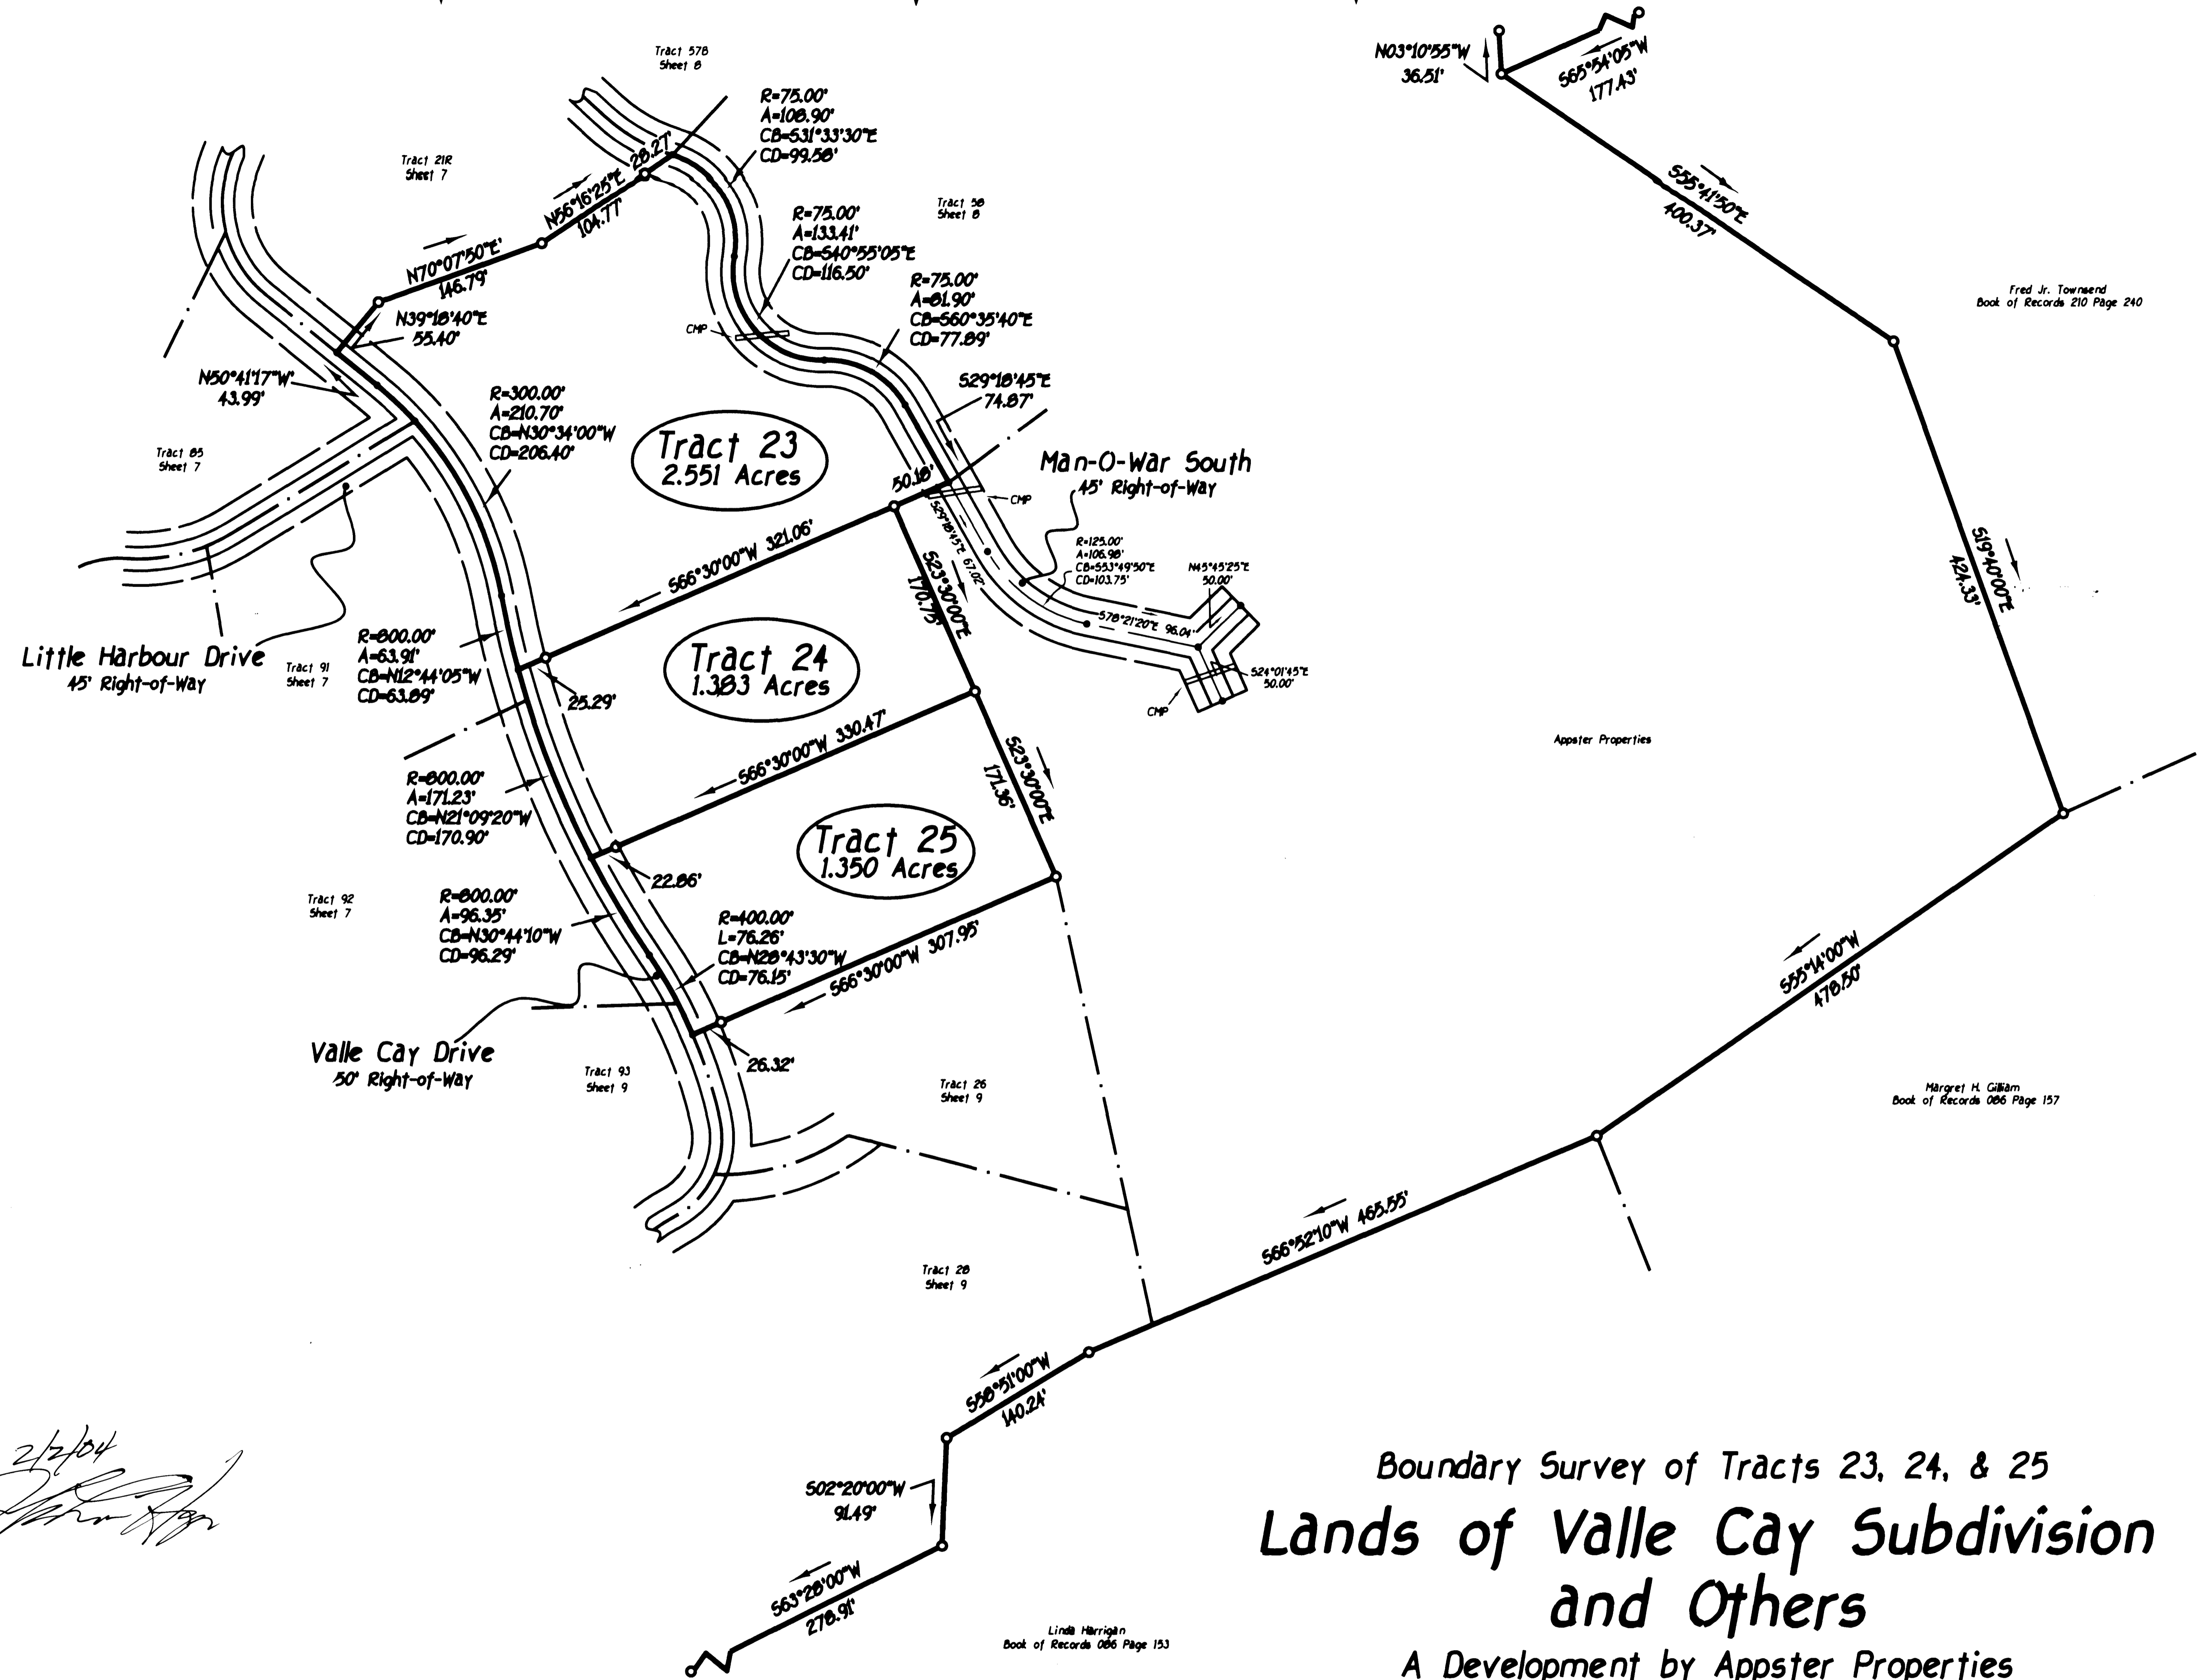 Tract 57B
Sheet 8
Tract 21R
Sheet 7
N56°16'25"E 28.27'
104.77'
R=75.00'
A=108.90'
CB=S31°33'30"E
CD=99.58'
N03°10'55"W
36.51'
S65°54'05"W
177.43'
Tract 58
Sheet 8
R=75.00'
A=133.41'
CB=S40°55'05"E
CD=116.50'
S55°41'50"E
400.37'
N70°07'50"E'
146.79'
R=75.00'
A=81.90'
CB=S60°35'40"E
CD=77.89'
Fred Jr. Townsend
Book of Records 210 Page 240
N39°18'40"E
55.40'
CMP
N50°41'17"W'
43.99'
R=300.00'
A=210.70'
CB=N30°34'00"W
CD=206.40'
S29°18'45"E
74.87'
Tract 85
Sheet 7
Tract 23
2.551 Acres
50.18'
CMP
Man-O-War South
45' Right-of-Way
S66°30'00"W 321.06'
S29°18'45"E 67.02'
R=125.00'
A=106.98'
CB=S53°49'50"E
CD=103.75'
N45°45'25"E
50.00'
S78°21'20"E 96.04'
S24°01'45"E
50.00'
CMP
S23°30'00"E
170.75'
S19°40'00"E
424.33'
Little Harbour Drive
45' Right-of-Way
Tract 91
Sheet 7
R=800.00'
A=63.91'
CB=N12°44'05"W
CD=63.89'
25.29'
Tract 24
1.383 Acres
S66°30'00"W 330.47'
Appster Properties
S23°30'00"E
171.36'
R=800.00'
A=171.23'
CB=N21°09'20"W
CD=170.90'
22.86'
Tract 25
1.350 Acres
Tract 92
Sheet 7
R=800.00'
A=96.35'
CB=N30°44'10"W
CD=96.29'
R=400.00'
L=76.26'
CB=N28°43'30"W
CD=76.15'
S66°30'00"W 307.95'
S55°14'00"W
478.50'
Valle Cay Drive
50' Right-of-Way
26.32'
Tract 93
Sheet 9
Tract 26
Sheet 9
Margret H. Gilliam
Book of Records 086 Page 157
S66°52'10"W 465.55'
Tract 28
Sheet 9
S58°51'00"W
140.24'
2/2/04
S02°20'00"W
91.49'
S63°28'00"W
278.91'
Linda Harrigan
Book of Records 086 Page 153
Boundary Survey of Tracts 23, 24, & 25
Lands of Valle Cay Subdivision
and Others
A Development by Appster Properties